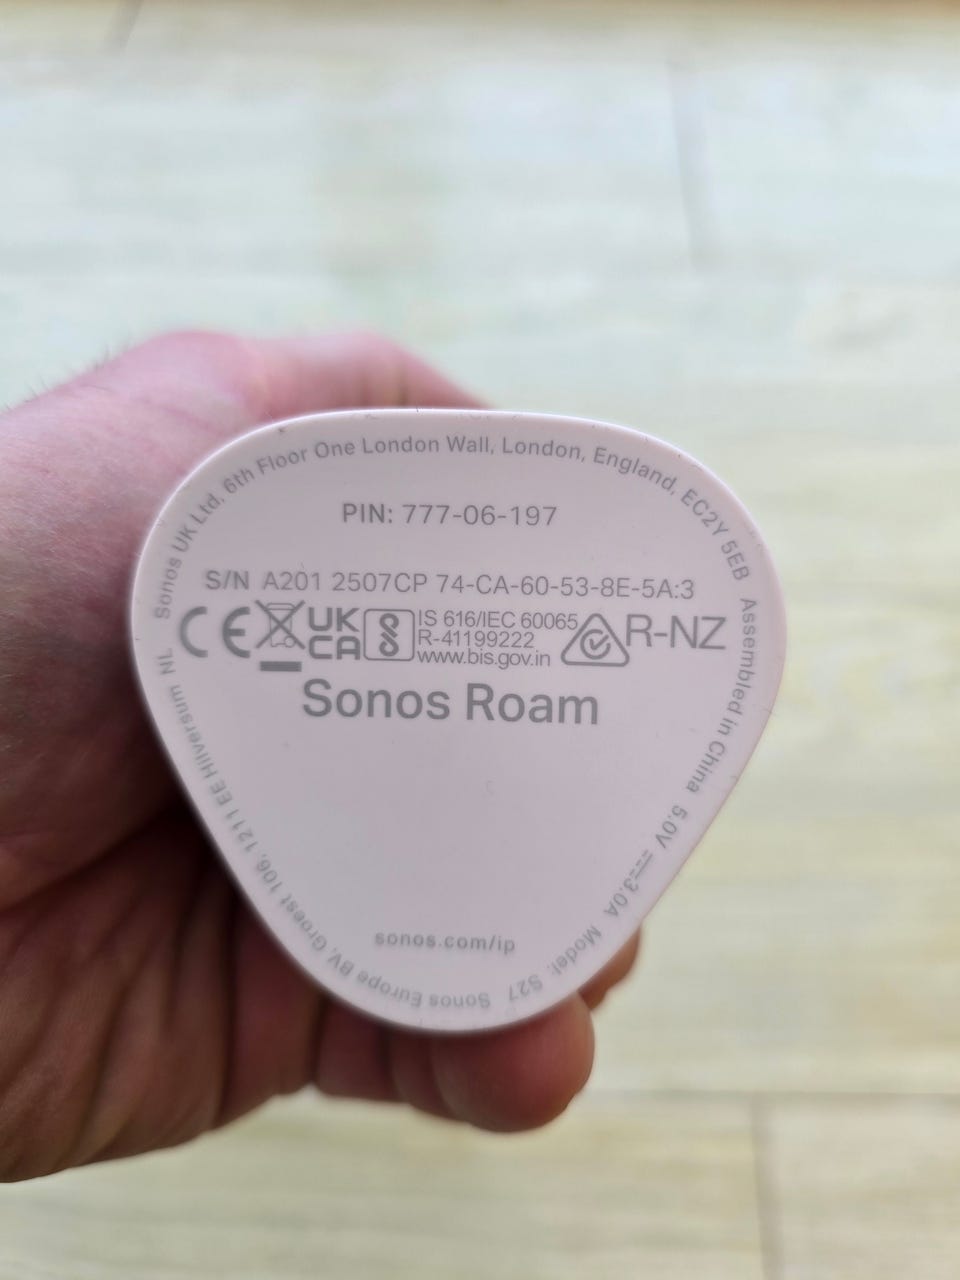 Sonos UK Ltd, 6th Floor One London Wall, London, England, EC2Y 5EB Assembled in China 5.0V ⎓3.0A Model: S27 Sonos Europe BV, Groest 106, 1211 EE Hilversum NL
PIN: 777-06-197
S/N A201 2507CP 74-CA-60-53-8E-5A:3
CE UK CA IS 616/IEC 60065 R-NZ
R-41199222
www.bis.gov.in
Sonos Roam
sonos.com/ip